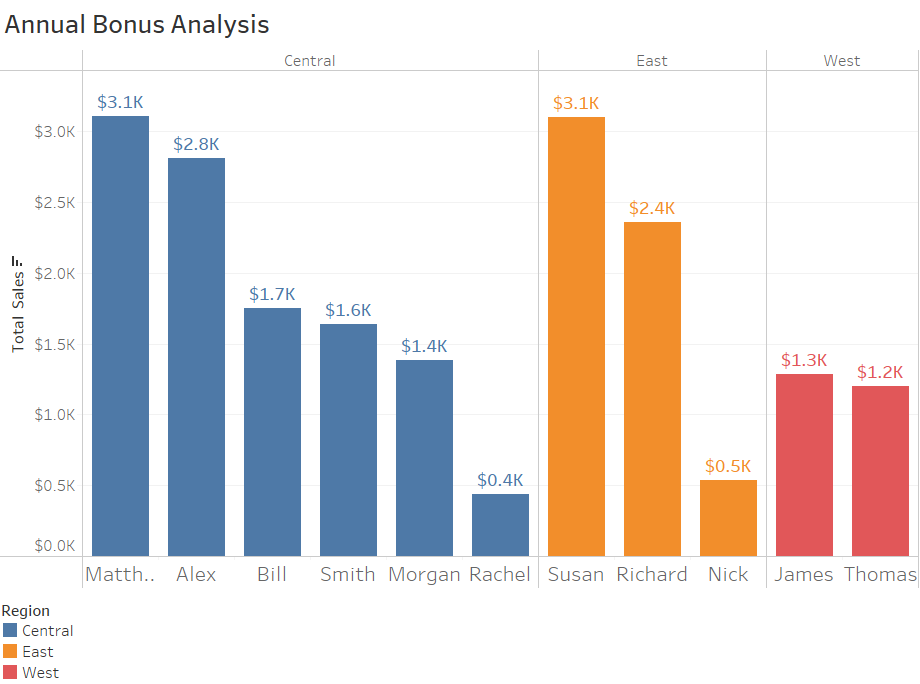 Annual Bonus Analysis
Central East West
$3.1K
$2.8K
$1.7K
$1.6K
$1.4K
$0.4K
$3.1K
$2.4K
$0.5K
$1.3K
$1.2K
$3.0K
$2.5K
$2.0K
$1.5K
$1.0K
$0.5K
$0.0K
Total Sales
Matth.. Alex Bill Smith Morgan Rachel Susan Richard Nick James Thomas
Region
Central
East
West